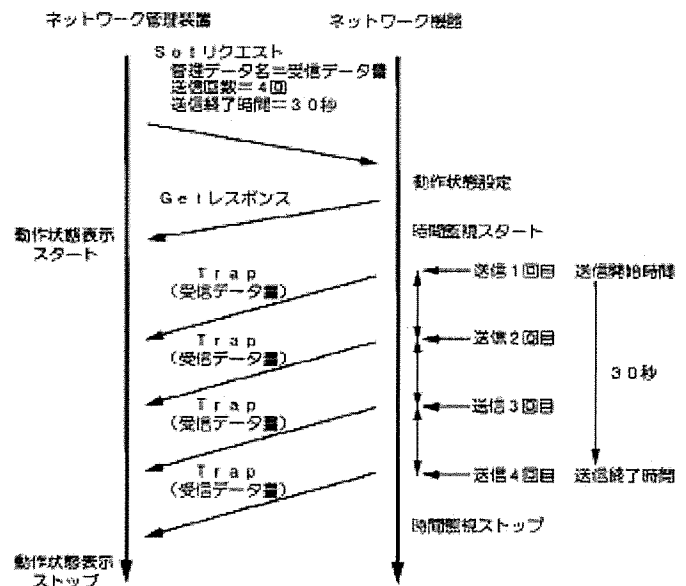 ネットワーク管理装置
ネットワーク機器
Setリクエスト
管理データ名＝受信データ量
送信回数＝4回
送信終了時間＝30秒
動作状態設定
Getレスポンス
動作状態表示
スタート
時間監視スタート
Trap
(受信データ量)
送信1回目 送信開始時間
Trap
(受信データ量)
送信2回目
30秒
Trap
(受信データ量)
送信3回目
Trap
(受信データ量)
送信4回目 送信終了時間
時間監視ストップ
動作状態表示
ストップ